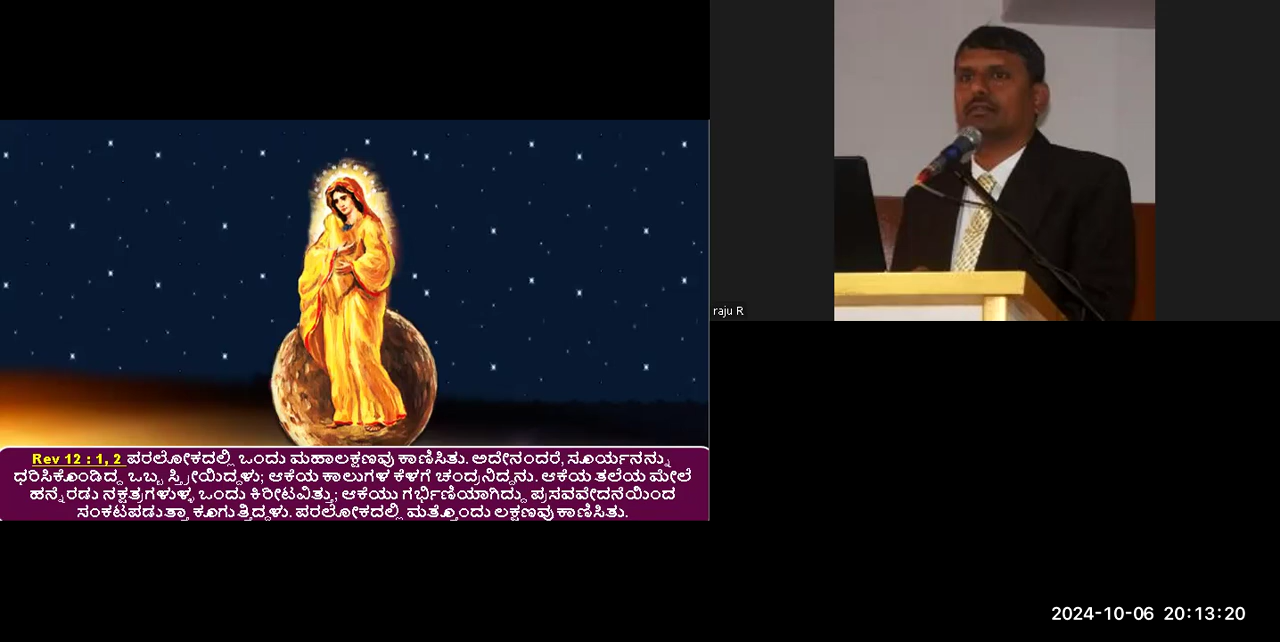 Rev 12 : 1, 2 ಪರಲೋಕದಲ್ಲಿ ಒಂದು ಮಹಾಲಕ್ಷಣವು ಕಾಣಿಸಿತು. ಅದೇನಂದರೆ, ಸೂರ್ಯನನ್ನು
ಧರಿಸಿಕೊಂಡಿದ್ದ ಒಬ್ಬ ಸ್ತ್ರೀಯಿದ್ದಳು; ಆಕೆಯ ಕಾಲುಗಳ ಕೆಳಗೆ ಚಂದ್ರನಿದ್ದನು. ಆಕೆಯ ತಲೆಯ ಮೇಲೆ
ಹನ್ನೆರಡು ನಕ್ಷತ್ರಗಳುಳ್ಳ ಒಂದು ಕಿರೀಟವಿತ್ತು; ಆಕೆಯು ಗರ್ಭಿಣಿಯಾಗಿದ್ದು ಪ್ರಸವವೇದನೆಯಿಂದ
ಸಂಕಟಪಡುತ್ತಾ ಕೂಗುತ್ತಿದ್ದಳು. ಪರಲೋಕದಲ್ಲಿ ಮತ್ತೊಂದು ಲಕ್ಷಣವು ಕಾಣಿಸಿತು.
raju R
2024-10-06 20:13:20